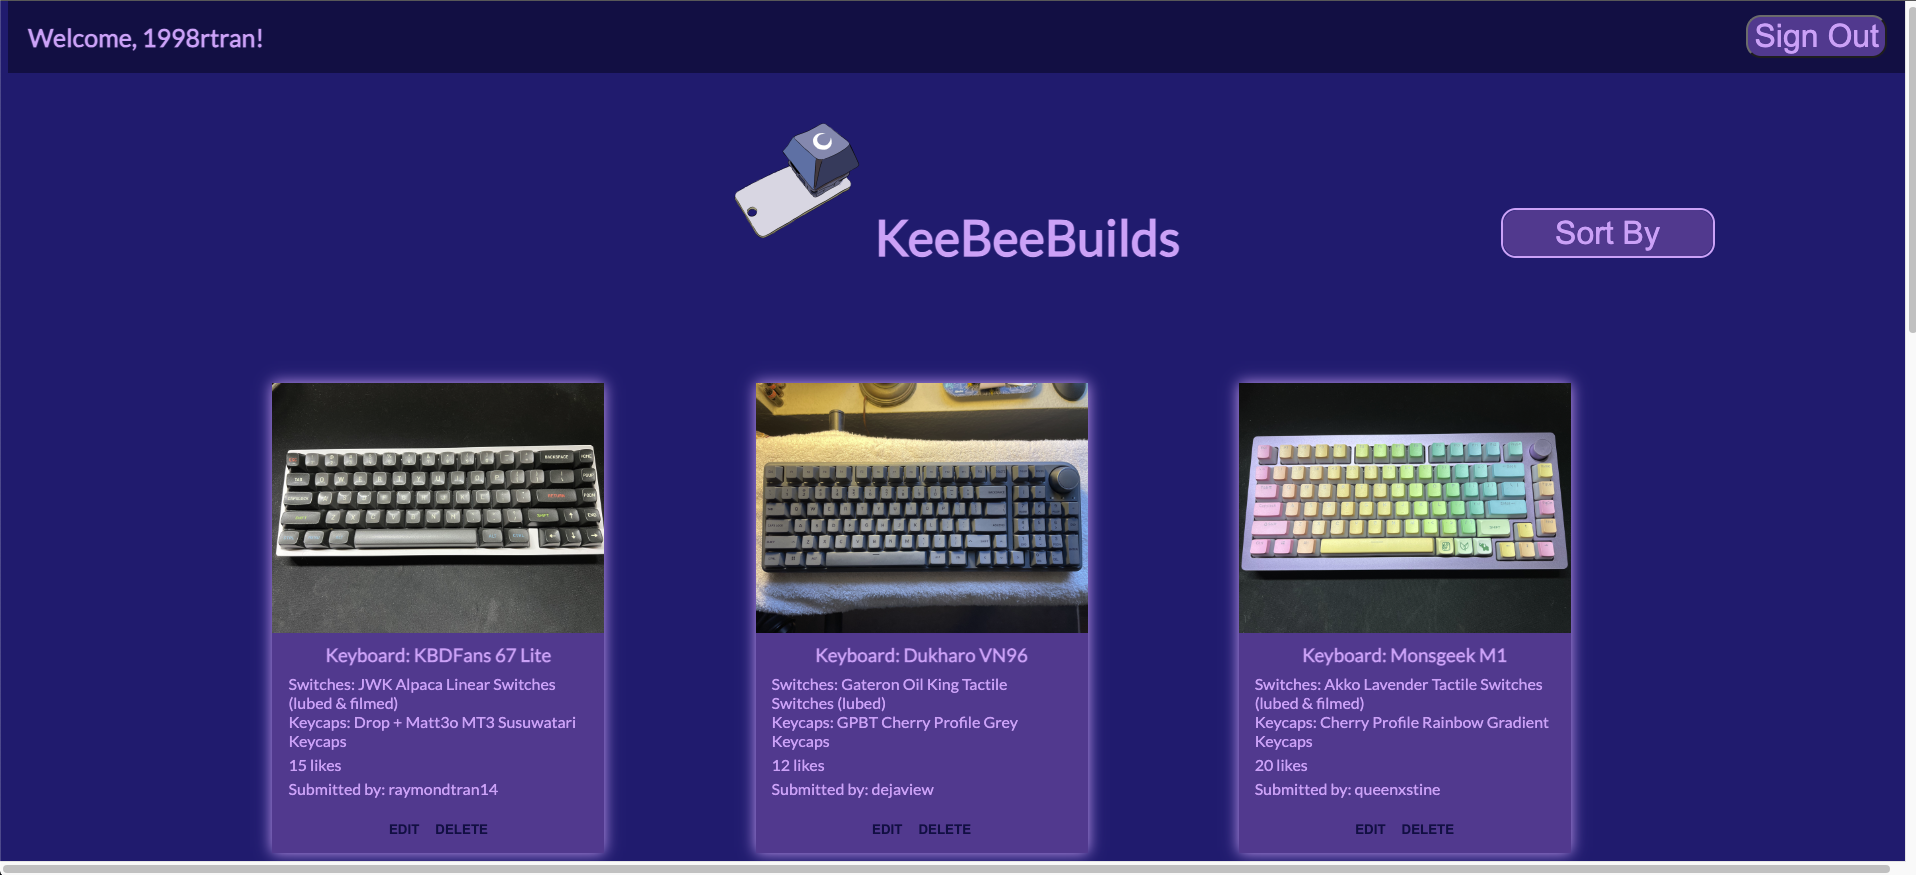 Welcome, 1998rtran!
Sign Out
KeeBeeBuilds
Sort By
BACKSPACE
RETURN
SHIFT
Keyboard: KBDFans 67 Lite
Switches: JWK Alpaca Linear Switches
(lubed & filmed)
Keycaps: Drop + Matt3o MT3 Susuwatari
Keycaps
15 likes
Submitted by: raymondtran14
EDIT DELETE
Keyboard: Dukharo VN96
Switches: Gateron Oil King Tactile
Switches (lubed)
Keycaps: GPBT Cherry Profile Grey
Keycaps
12 likes
Submitted by: dejaview
EDIT DELETE
Keyboard: Monsgeek M1
Switches: Akko Lavender Tactile Switches
(lubed & filmed)
Keycaps: Cherry Profile Rainbow Gradient
Keycaps
20 likes
Submitted by: queenxstine
EDIT DELETE